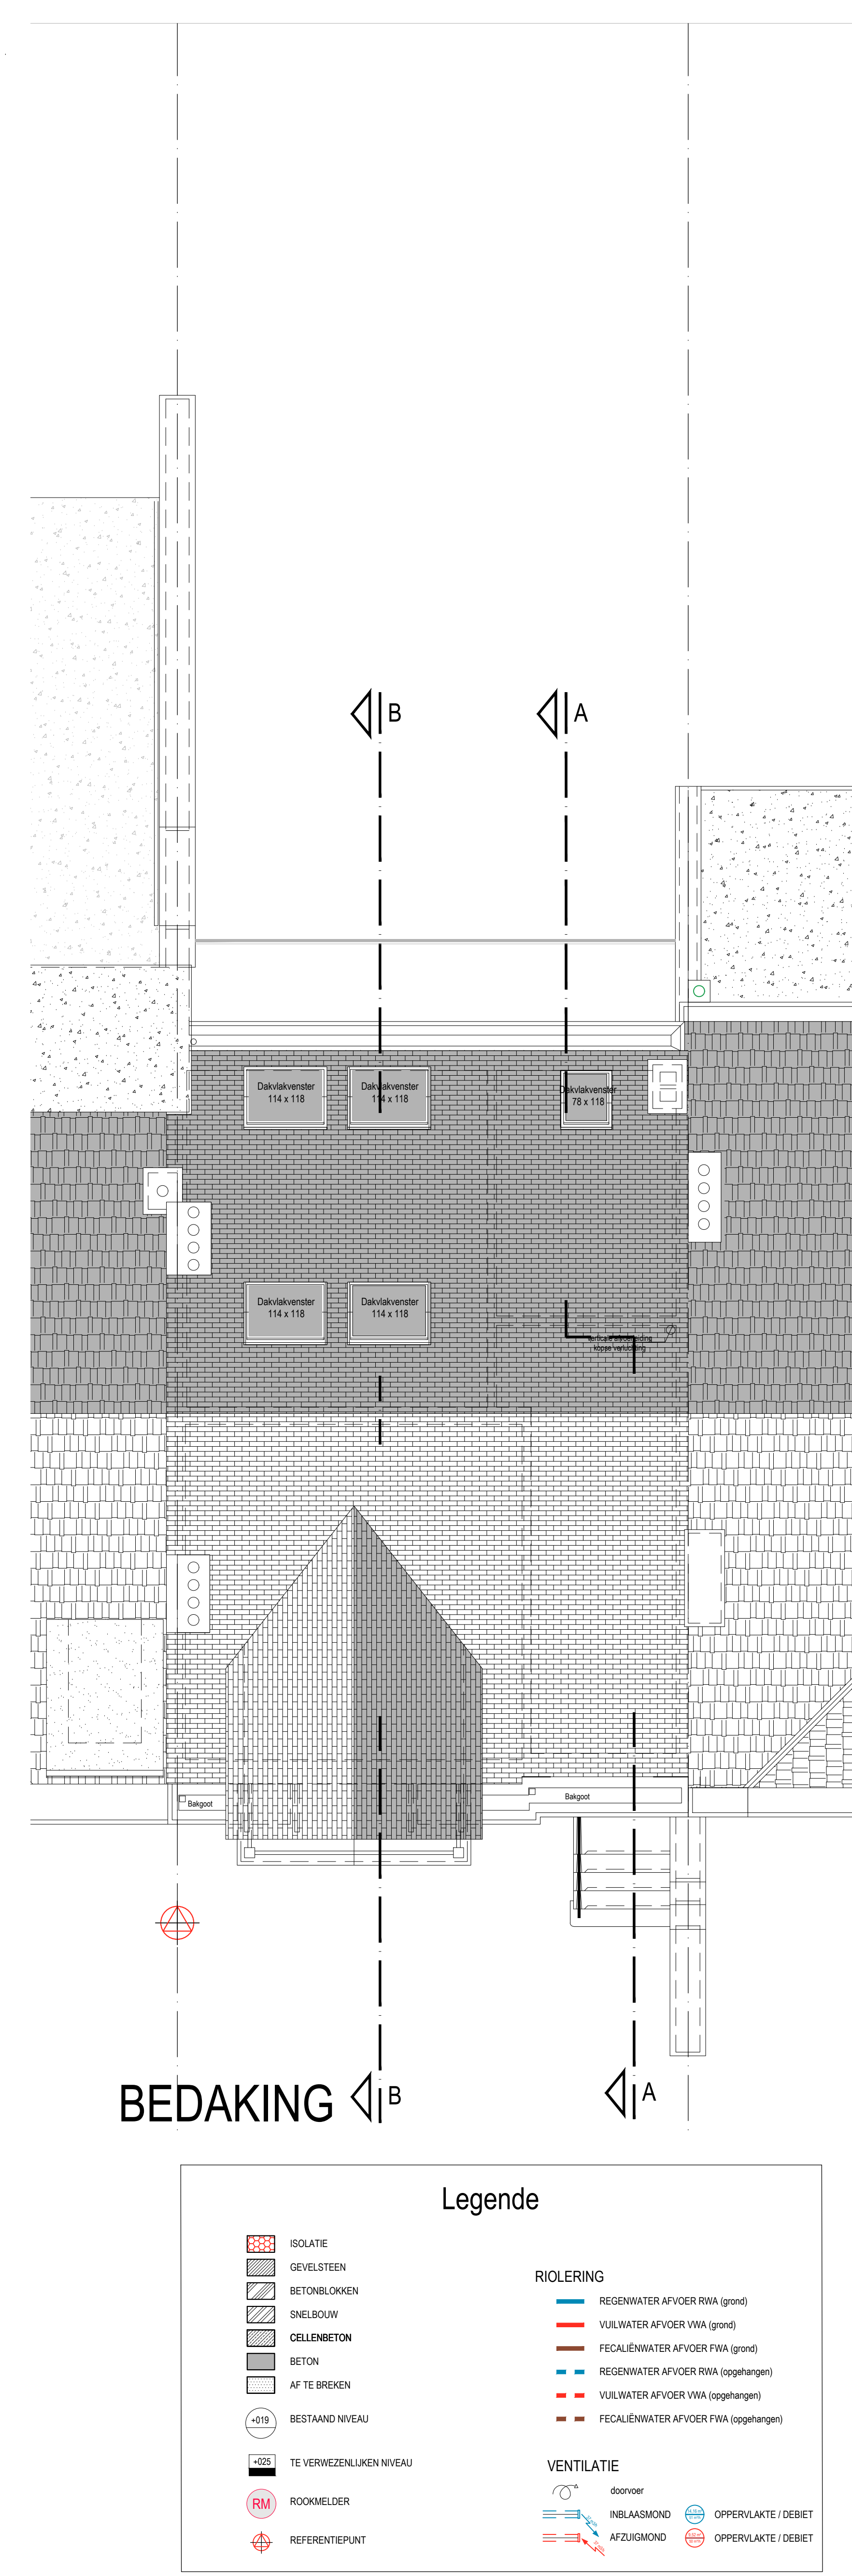 B
A
Dakvlakvenster
114 x 118
Dakvlakvenster
114 x 118
Dakvlakvenster
78 x 118
Dakvlakvenster
114 x 118
Dakvlakvenster
114 x 118
kopse verluchting
Bakgoot
Bakgoot
BEDAKING
B
A
Legende
ISOLATIE
GEVELSTEEN
BETONBLOKKEN
SNELBOUW
CELLENBETON
BETON
AF TE BREKEN
+019
BESTAAND NIVEAU
+025
TE VERWEZENLIJKEN NIVEAU
RM
ROOKMELDER
REFERENTIEPUNT
RIOLERING
REGENWATER AFVOER RWA (grond)
VUILWATER AFVOER VWA (grond)
FECALIËNWATER AFVOER FWA (grond)
REGENWATER AFVOER RWA (opgehangen)
VUILWATER AFVOER VWA (opgehangen)
FECALIËNWATER AFVOER FWA (opgehangen)
VENTILATIE
doorvoer
INBLAASMOND
OPPERVLAKTE / DEBIET
AFZUIGMOND
OPPERVLAKTE / DEBIET